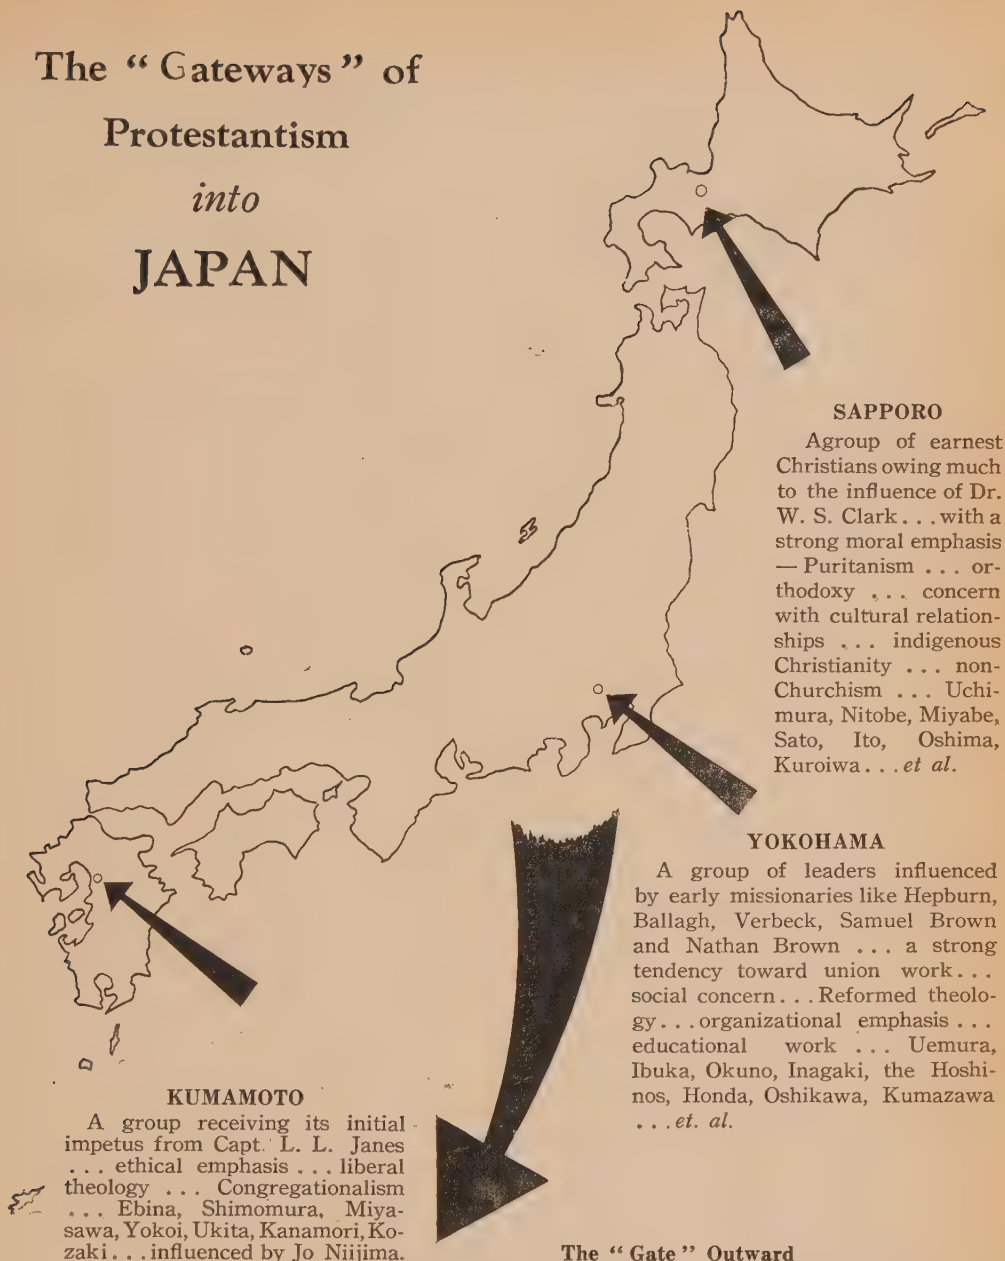 The “ Gateways ” of
Protestantism
into
JAPAN
SAPPORO
Agroup of earnest
Christians owing much
to the influence of Dr.
W. S. Clark...with a
strong moral emphasis
— Puritanism ... or-
thodoxy ... concern
with cultural relation-
ships ... indigenous
Christianity ... non-
Churchism ... Uchi-
mura, Nitobe, Miyabe,
Sato, Ito, Oshima,
Kuroiwa...et al.
YOKOHAMA
A group of leaders influenced
by early missionaries like Hepburn,
Ballagh, Verbeck, Samuel Brown
and Nathan Brown ... a strong
tendency toward union work...
social concern...Reformed theolo-
gy...organizational emphasis ...
educational work ... Uemura,
Ibuka, Okuno, Inagaki, the Hoshi-
nos, Honda, Oshikawa, Kumazawa
...et. al.
KUMAMOTO
A group receiving its initial
impetus from Capt. L. L. Janes
... ethical emphasis ... liberal
theology ... Congregationalism
... Ebina, Shimomura, Miya-
sawa, Yokoi, Ukita, Kanamori, Ko-
zaki...influenced by Jo Niijima.
The “ Gate ” Outward